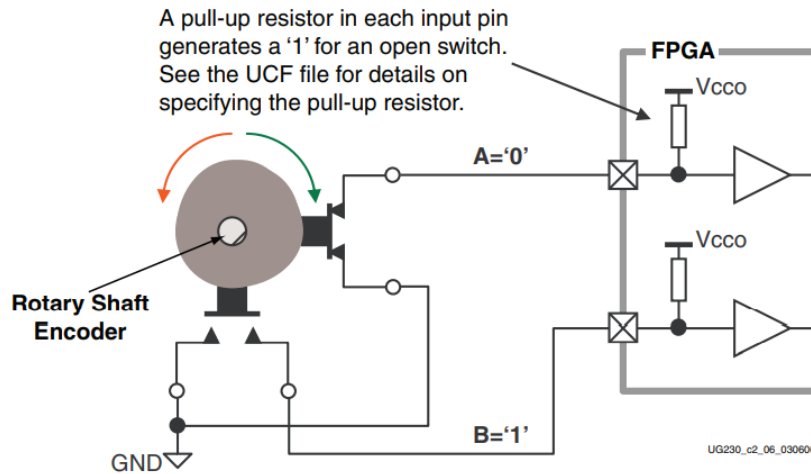 A pull-up resistor in each input pin
generates a ‘1’ for an open switch.
See the UCF file for details on
specifying the pull-up resistor.
FPGA
Vcco
A=‘0’
Vcco
Rotary Shaft
Encoder
B=‘1’
GND